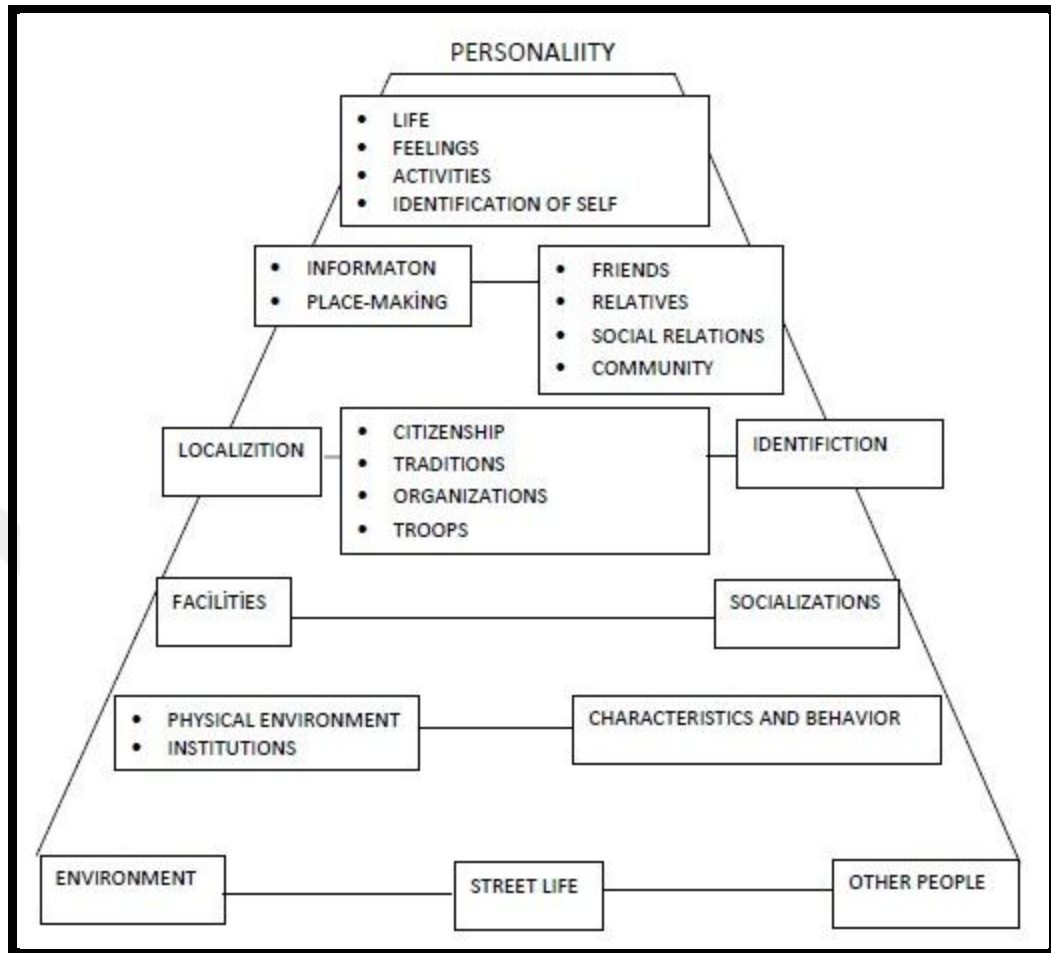 PERSONALIITY
• LIFE
• FEELINGS
• ACTIVITIES
• IDENTIFICATION OF SELF
• INFORMATON
• PLACE-MAKİNG
• FRIENDS
• RELATIVES
• SOCIAL RELATIONS
• COMMUNITY
LOCALIZITION
• CITIZENSHIP
• TRADITIONS
• ORGANIZATIONS
• TROOPS
IDENTIFICTION
FACİLİTİES
SOCIALIZATIONS
• PHYSICAL ENVIRONMENT
• INSTITUTIONS
CHARACTERISTICS AND BEHAVIOR
ENVIRONMENT
STREET LIFE
OTHER PEOPLE